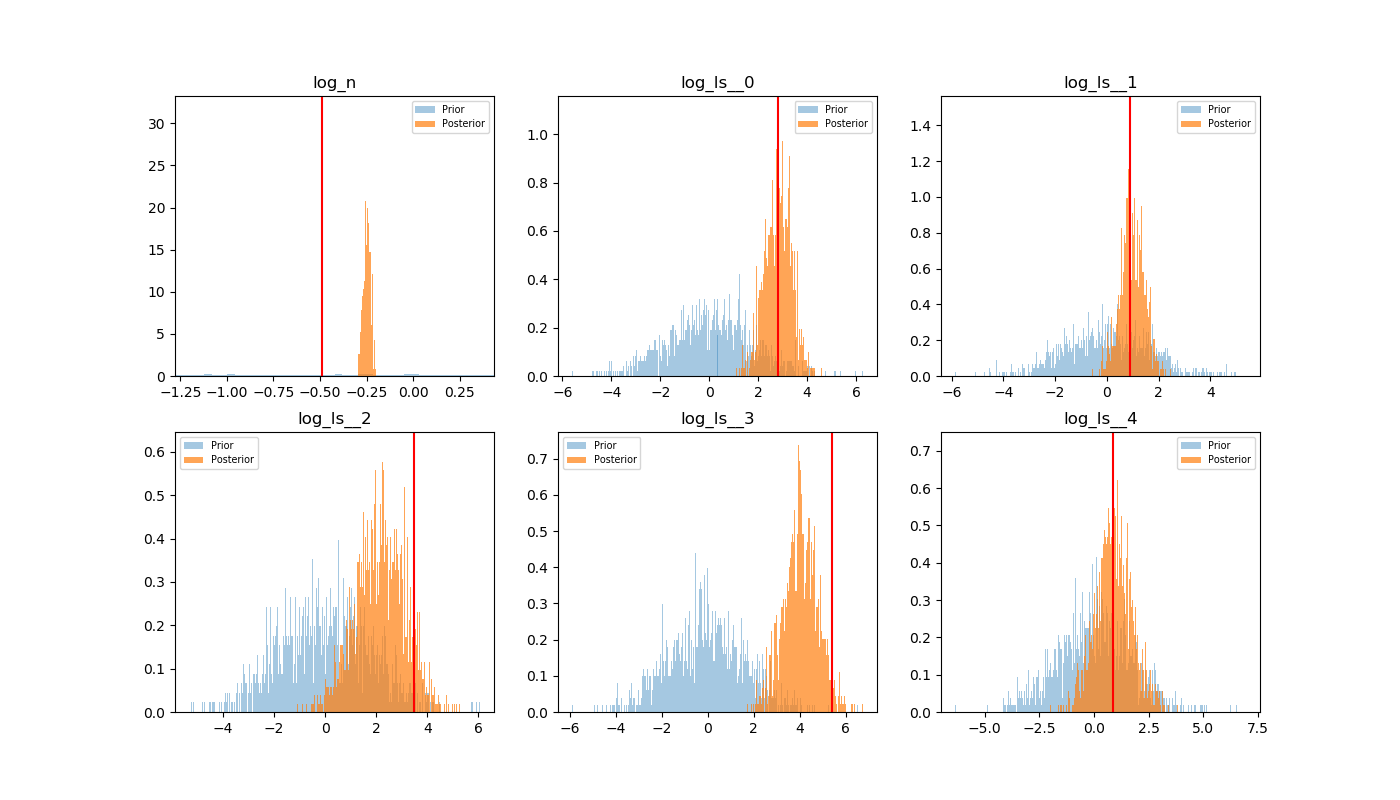 log_n
Prior
Posterior
30
25
20
15
10
5
0
−1.25 −1.00 −0.75 −0.50 −0.25 0.00 0.25
log_ls__0
Prior
Posterior
1.0
0.8
0.6
0.4
0.2
0.0
−6 −4 −2 0 2 4 6
log_ls__1
Prior
Posterior
1.4
1.2
1.0
0.8
0.6
0.4
0.2
0.0
−6 −4 −2 0 2 4
log_ls__2
Prior
Posterior
0.6
0.5
0.4
0.3
0.2
0.1
0.0
−4 −2 0 2 4 6
log_ls__3
Prior
Posterior
0.7
0.6
0.5
0.4
0.3
0.2
0.1
0.0
−6 −4 −2 0 2 4 6
log_ls__4
Prior
Posterior
0.7
0.6
0.5
0.4
0.3
0.2
0.1
0.0
−5.0 −2.5 0.0 2.5 5.0 7.5